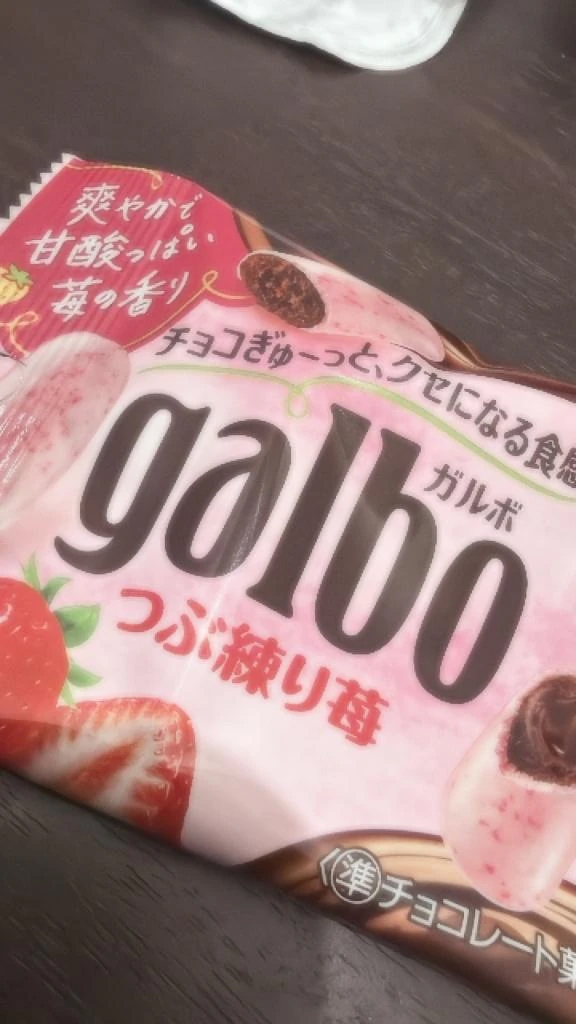 爽やかで
甘酸っぱい
苺の香り
チョコぎゅーっと、クセになる食感
ガルボ
galbo
つぶ練り苺
〈準チョコレート菓